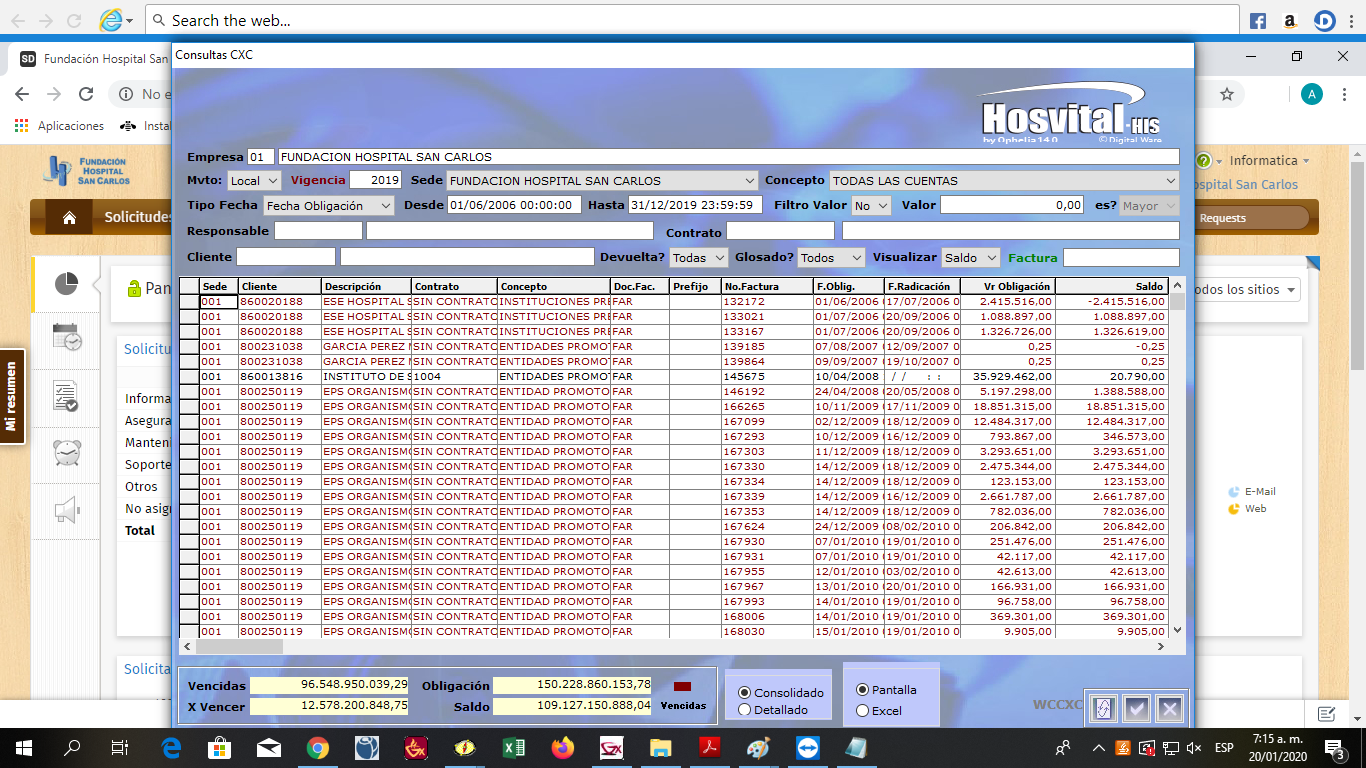 Search the web...
Consultas CXC
SD Fundación Hospital San
No e
Aplicaciones Instal
Hosvital-HIS
by Ophelia 14.0 © Digital Ware
FUNDACIÓN HOSPITAL SAN CARLOS
Informatica
ospital San Carlos
Solicitudes
Requests
Empresa 01 FUNDACION HOSPITAL SAN CARLOS
Mvto: Local Vigencia 2019 Sede FUNDACION HOSPITAL SAN CARLOS Concepto TODAS LAS CUENTAS
Tipo Fecha Fecha Obligación Desde 01/06/2006 00:00:00 Hasta 31/12/2019 23:59:59 Filtro Valor No Valor 0,00 es? Mayor
Responsable Contrato
Cliente Devuelta? Todas Glosado? Todos Visualizar Saldo Factura
Sede Cliente Descripción Contrato Concepto Doc.Fac. Prefijo No.Factura F.Oblig. F.Radicación Vr Obligación Saldo
001 860020188 ESE HOSPITAL S SIN CONTRATO INSTITUCIONES PRE FAR 132172 01/06/2006 17/07/2006 0 2.415.516,00 -2.415.516,00
001 860020188 ESE HOSPITAL S SIN CONTRATO INSTITUCIONES PRE FAR 133021 01/07/2006 20/09/2006 0 1.088.897,00 -1.088.897,00
001 860020188 ESE HOSPITAL S SIN CONTRATO INSTITUCIONES PRE FAR 133167 01/07/2006 20/09/2006 0 1.326.726,00 -1.326.619,00
001 800231038 GARCIA PEREZ SIN CONTRATO ENTIDADES PROMO FAR 139185 07/08/2007 12/09/2007 0 0,25 -0,25
001 800231038 GARCIA PEREZ SIN CONTRATO ENTIDADES PROMO FAR 139864 09/09/2007 19/10/2007 0 0,25 0,25
001 860013816 INSTITUTO DE S 1004 ENTIDADES PROMO FAR 145675 10/04/2008 / / : : 35.929.462,00 20.790,00
001 800250119 EPS ORGANISMO SIN CONTRATO ENTIDAD PROMOTO FAR 146192 24/04/2008 20/05/2008 0 5.197.298,00 1.388.588,00
001 800250119 EPS ORGANISMO SIN CONTRATO ENTIDAD PROMOTO FAR 166265 10/11/2009 17/11/2009 0 18.851.315,00 18.851.315,00
001 800250119 EPS ORGANISMO SIN CONTRATO ENTIDAD PROMOTO FAR 167099 02/12/2009 18/12/2009 0 12.484.317,00 12.484.317,00
001 800250119 EPS ORGANISMO SIN CONTRATO ENTIDAD PROMOTO FAR 167293 10/12/2009 16/12/2009 0 793.867,00 346.573,00
001 800250119 EPS ORGANISMO SIN CONTRATO ENTIDAD PROMOTO FAR 167303 11/12/2009 18/12/2009 0 3.293.651,00 3.293.651,00
001 800250119 EPS ORGANISMO SIN CONTRATO ENTIDAD PROMOTO FAR 167330 14/12/2009 18/12/2009 0 2.475.344,00 2.475.344,00
001 800250119 EPS ORGANISMO SIN CONTRATO ENTIDAD PROMOTO FAR 167334 14/12/2009 18/12/2009 0 123.153,00 123.153,00
001 800250119 EPS ORGANISMO SIN CONTRATO ENTIDAD PROMOTO FAR 167339 14/12/2009 16/12/2009 0 2.661.787,00 2.661.787,00
001 800250119 EPS ORGANISMO SIN CONTRATO ENTIDAD PROMOTO FAR 167353 14/12/2009 18/12/2009 0 782.036,00 782.036,00
001 800250119 EPS ORGANISMO SIN CONTRATO ENTIDAD PROMOTO FAR 167624 24/12/2009 08/02/2010 0 206.842,00 206.842,00
001 800250119 EPS ORGANISMO SIN CONTRATO ENTIDAD PROMOTO FAR 167930 07/01/2010 19/01/2010 0 251.476,00 251.476,00
001 800250119 EPS ORGANISMO SIN CONTRATO ENTIDAD PROMOTO FAR 167931 07/01/2010 19/01/2010 0 42.117,00 42.117,00
001 800250119 EPS ORGANISMO SIN CONTRATO ENTIDAD PROMOTO FAR 167955 12/01/2010 03/02/2010 0 42.613,00 42.613,00
001 800250119 EPS ORGANISMO SIN CONTRATO ENTIDAD PROMOTO FAR 167967 13/01/2010 20/01/2010 0 166.931,00 166.931,00
001 800250119 EPS ORGANISMO SIN CONTRATO ENTIDAD PROMOTO FAR 167993 14/01/2010 19/01/2010 0 96.758,00 96.758,00
001 800250119 EPS ORGANISMO SIN CONTRATO ENTIDAD PROMOTO FAR 168006 14/01/2010 19/01/2010 0 369.301,00 369.301,00
001 800250119 EPS ORGANISMO SIN CONTRATO ENTIDAD PROMOTO FAR 168030 15/01/2010 19/01/2010 0 9.905,00 9.905,00
Vencidas 96.548.950.039,29 Obligación 150.228.860.153,78
X Vencer 12.578.200.848,75 Saldo 109.127.150.888,04 Vencidas
Consolidado
Detallado
Pantalla
Excel
WCCXC
Pan
odos los sitios
Solicitu
Informa
Asegura
Manteni
Soporte
Otros
No asign
Total
E-Mail
Web
Solicita
Mi resumen
ESP
7:15 a. m.
20/01/2020
3